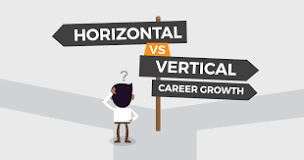 HORIZONTAL
VS
VERTICAL
CAREER GROWTH
?